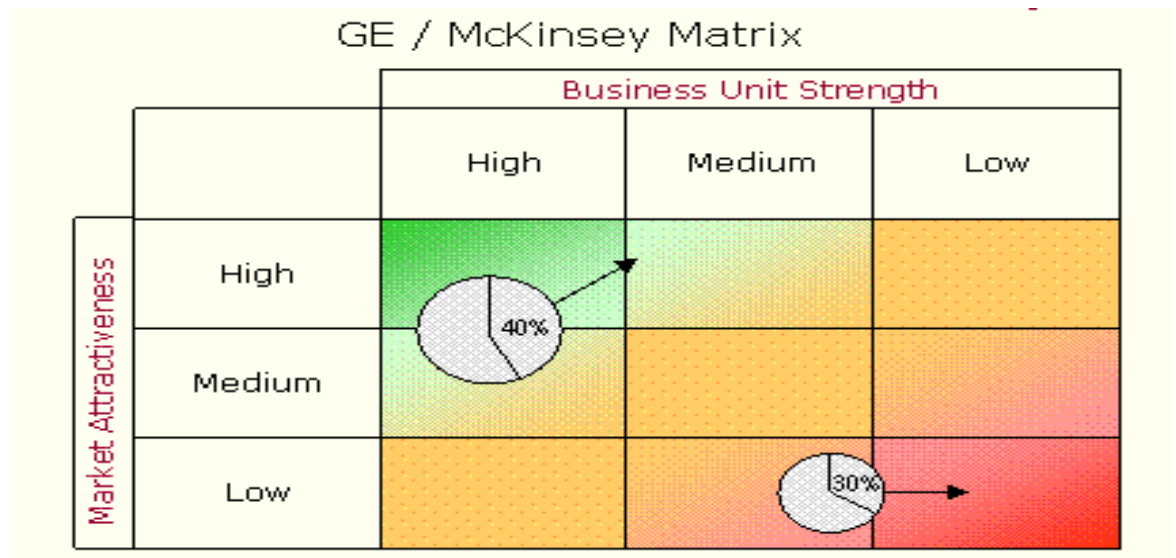 GE / McKinsey Matrix
Business Unit Strength
High Medium Low
Market Attractiveness
High
40%
Medium
Low
30%